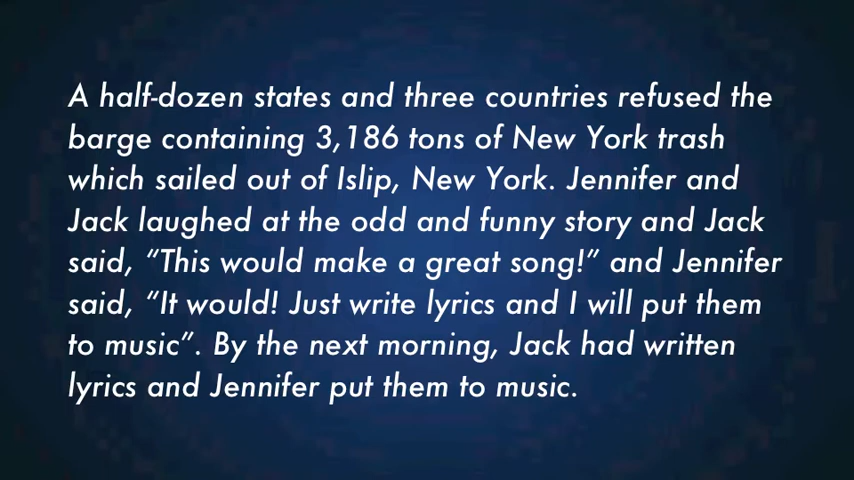 A half-dozen states and three countries refused the
barge containing 3,186 tons of New York trash
which sailed out of Islip, New York. Jennifer and
Jack laughed at the odd and funny story and Jack
said, “This would make a great song!” and Jennifer
said, “It would! Just write lyrics and I will put them
to music”. By the next morning, Jack had written
lyrics and Jennifer put them to music.